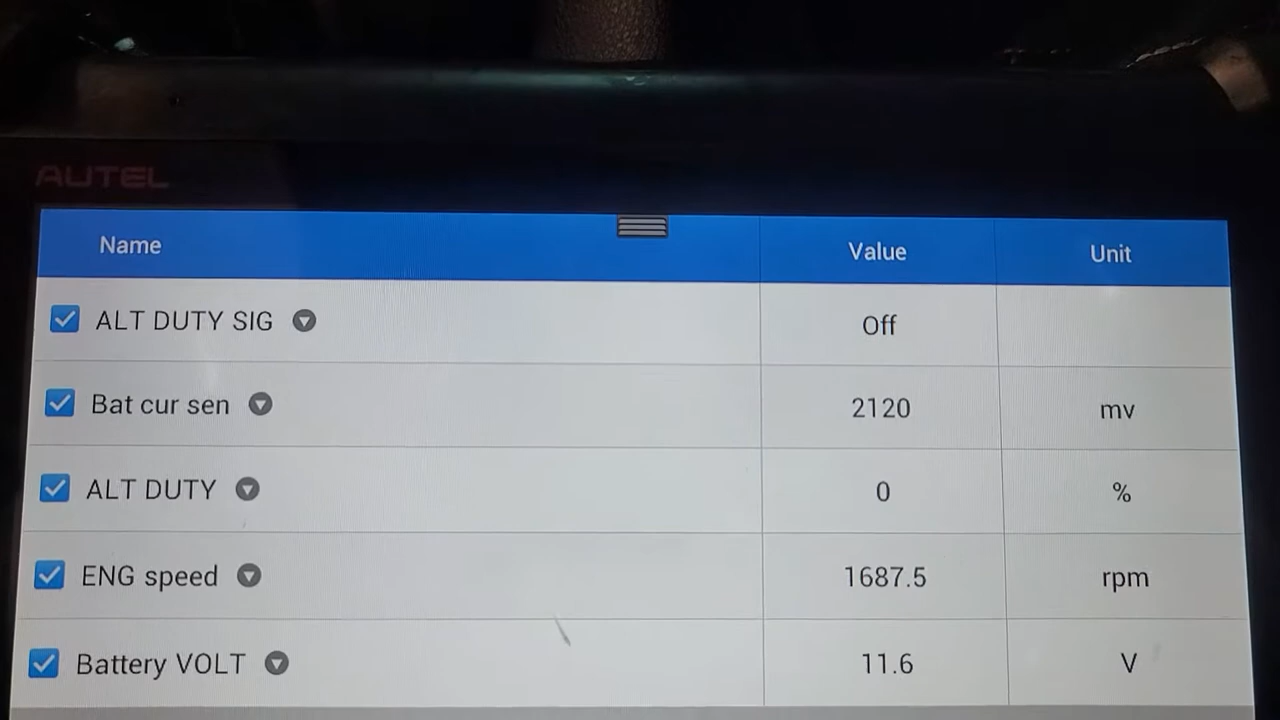 AUTEL
Name Value Unit
ALT DUTY SIG Off
Bat cur sen 2120 mv
ALT DUTY 0 %
ENG speed 1687.5 rpm
Battery VOLT 11.6 V